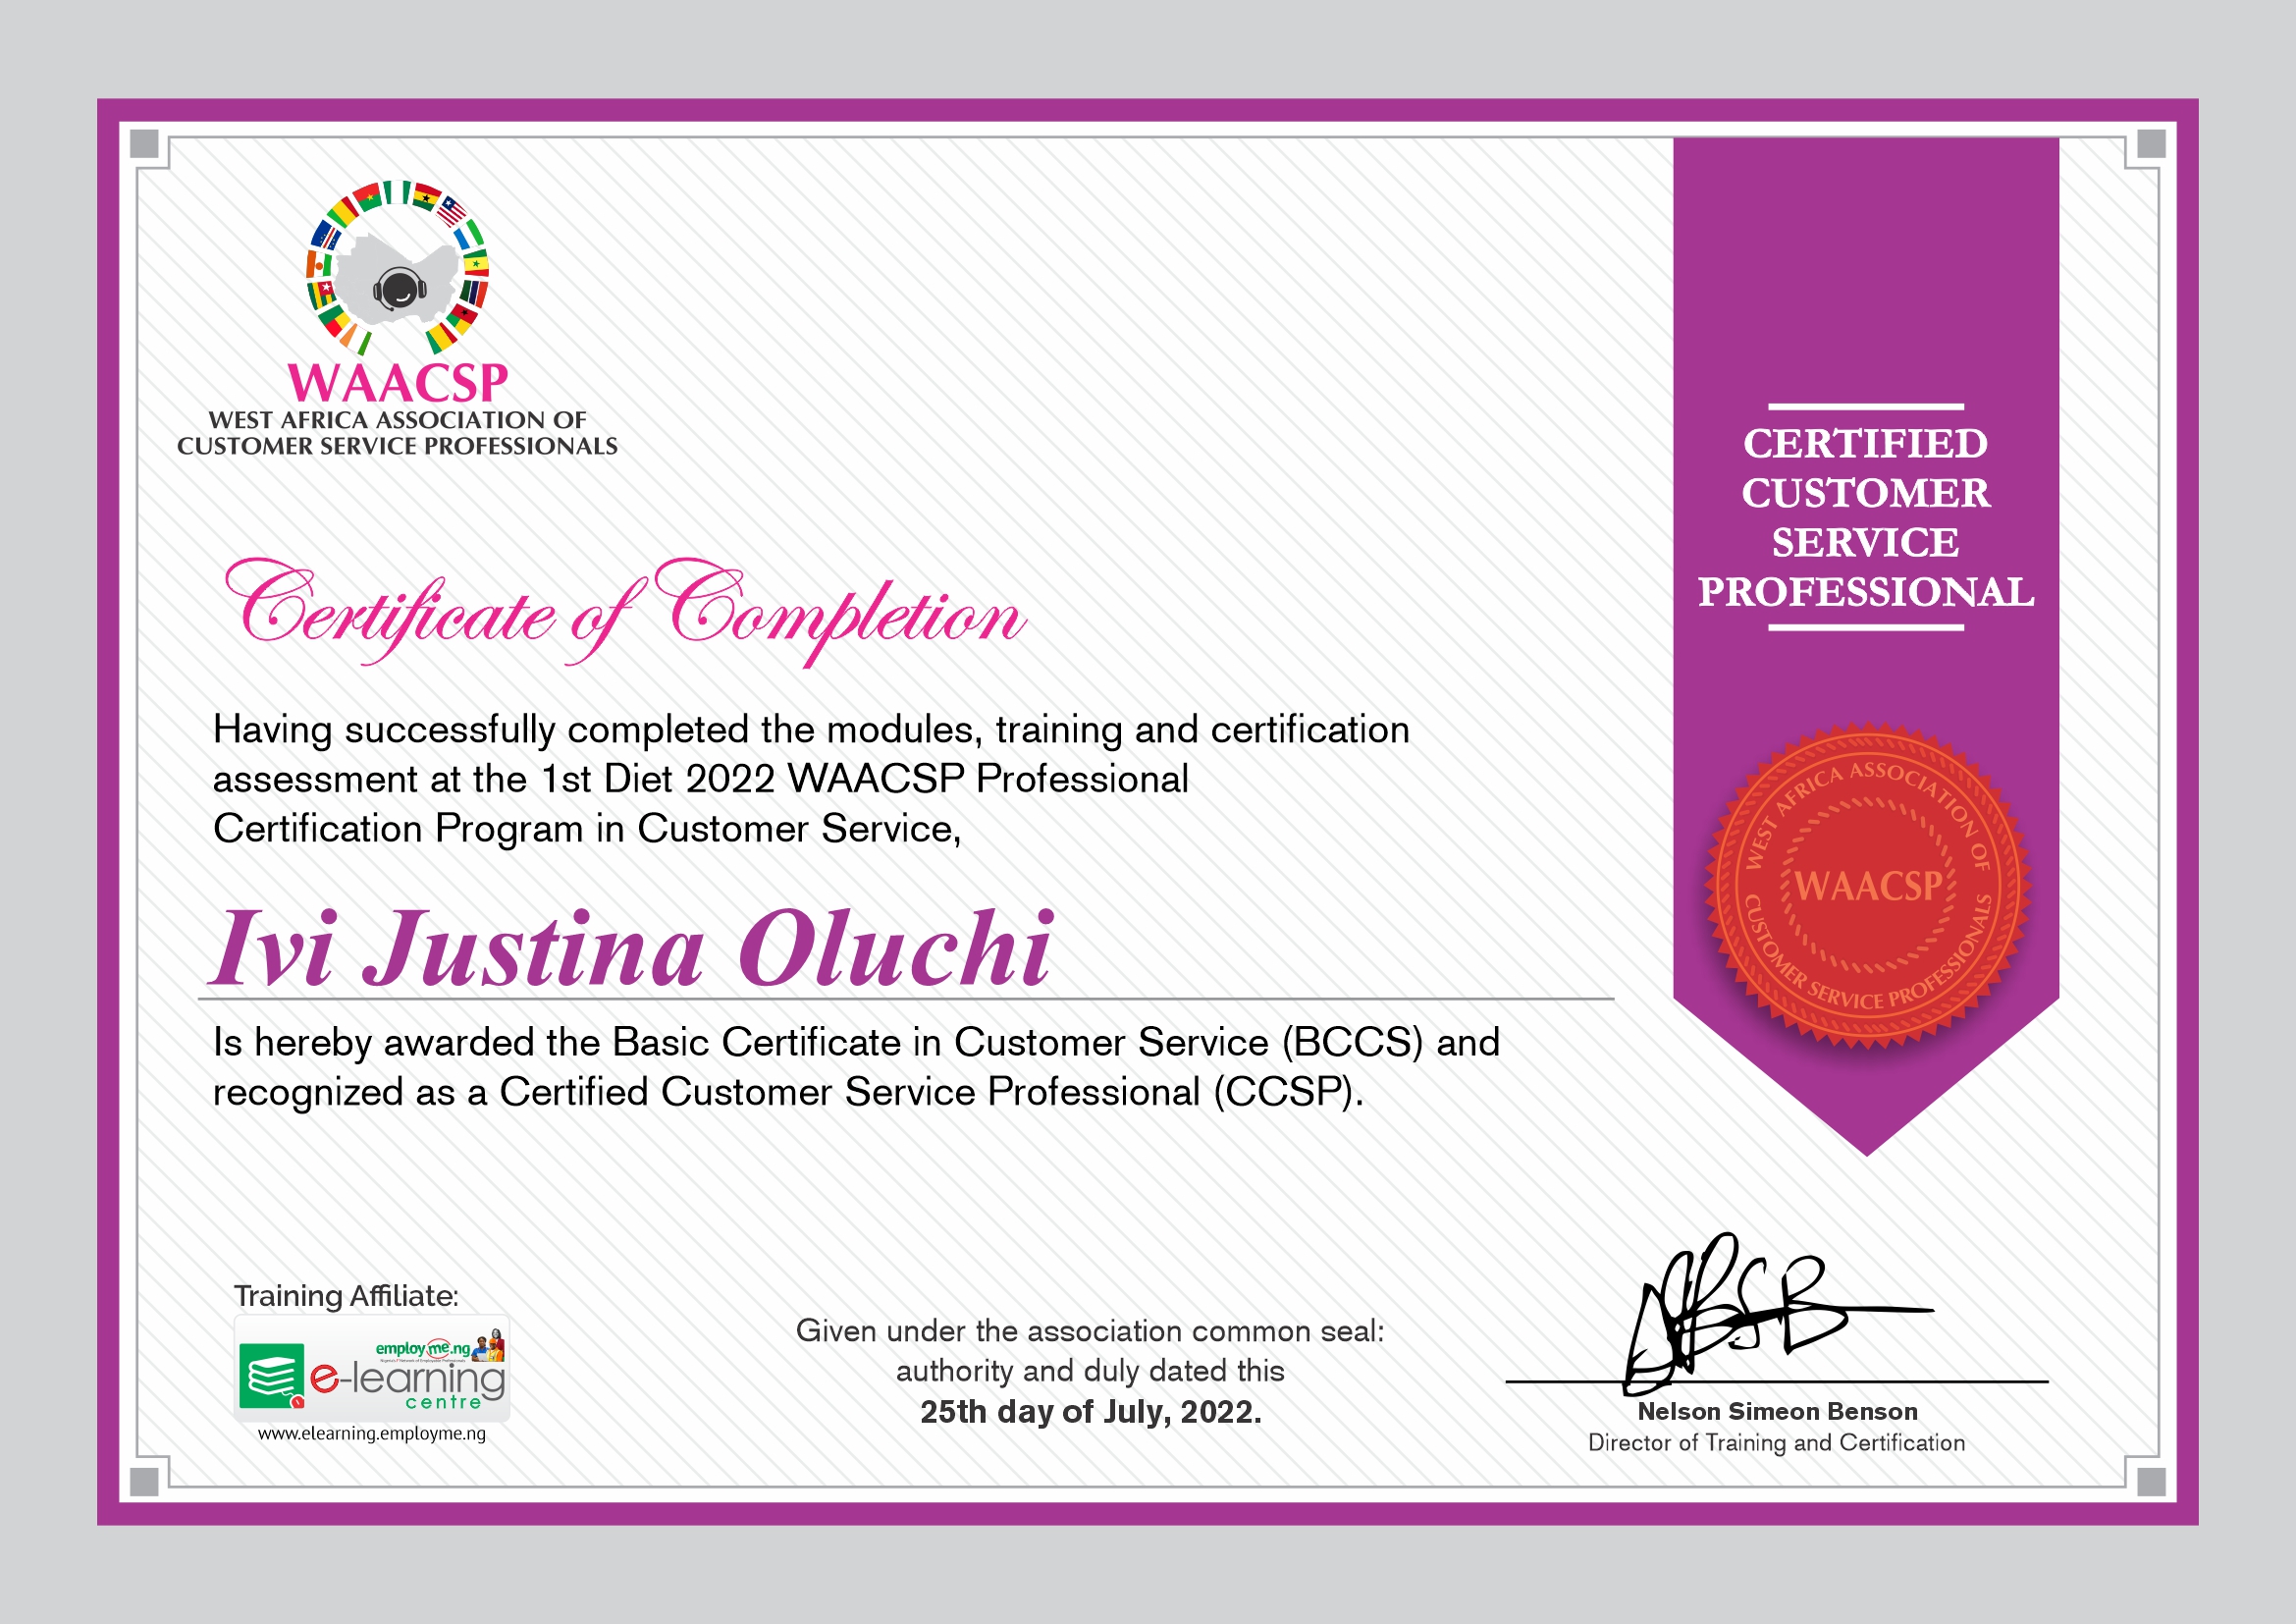 WAACSP
WEST AFRICA ASSOCIATION OF
CUSTOMER SERVICE PROFESSIONALS
CERTIFIED
CUSTOMER
SERVICE
PROFESSIONAL
Certificate of Completion
Having successfully completed the modules, training and certification
assessment at the 1st Diet 2022 WAACSP Professional
Certification Program in Customer Service,
WEST AFRICA ASSOCIATION OF
WAACSP
CUSTOMER SERVICE PROFESSIONALS
Ivi Justina Oluchi
Is hereby awarded the Basic Certificate in Customer Service (BCCS) and
recognized as a Certified Customer Service Professional (CCSP).
Training Affiliate:
employme.ng
e-learning
centre
www.elearning.employme.ng
Given under the association common seal:
authority and duly dated this
25th day of July, 2022.
Nelson Simeon Benson
Director of Training and Certification